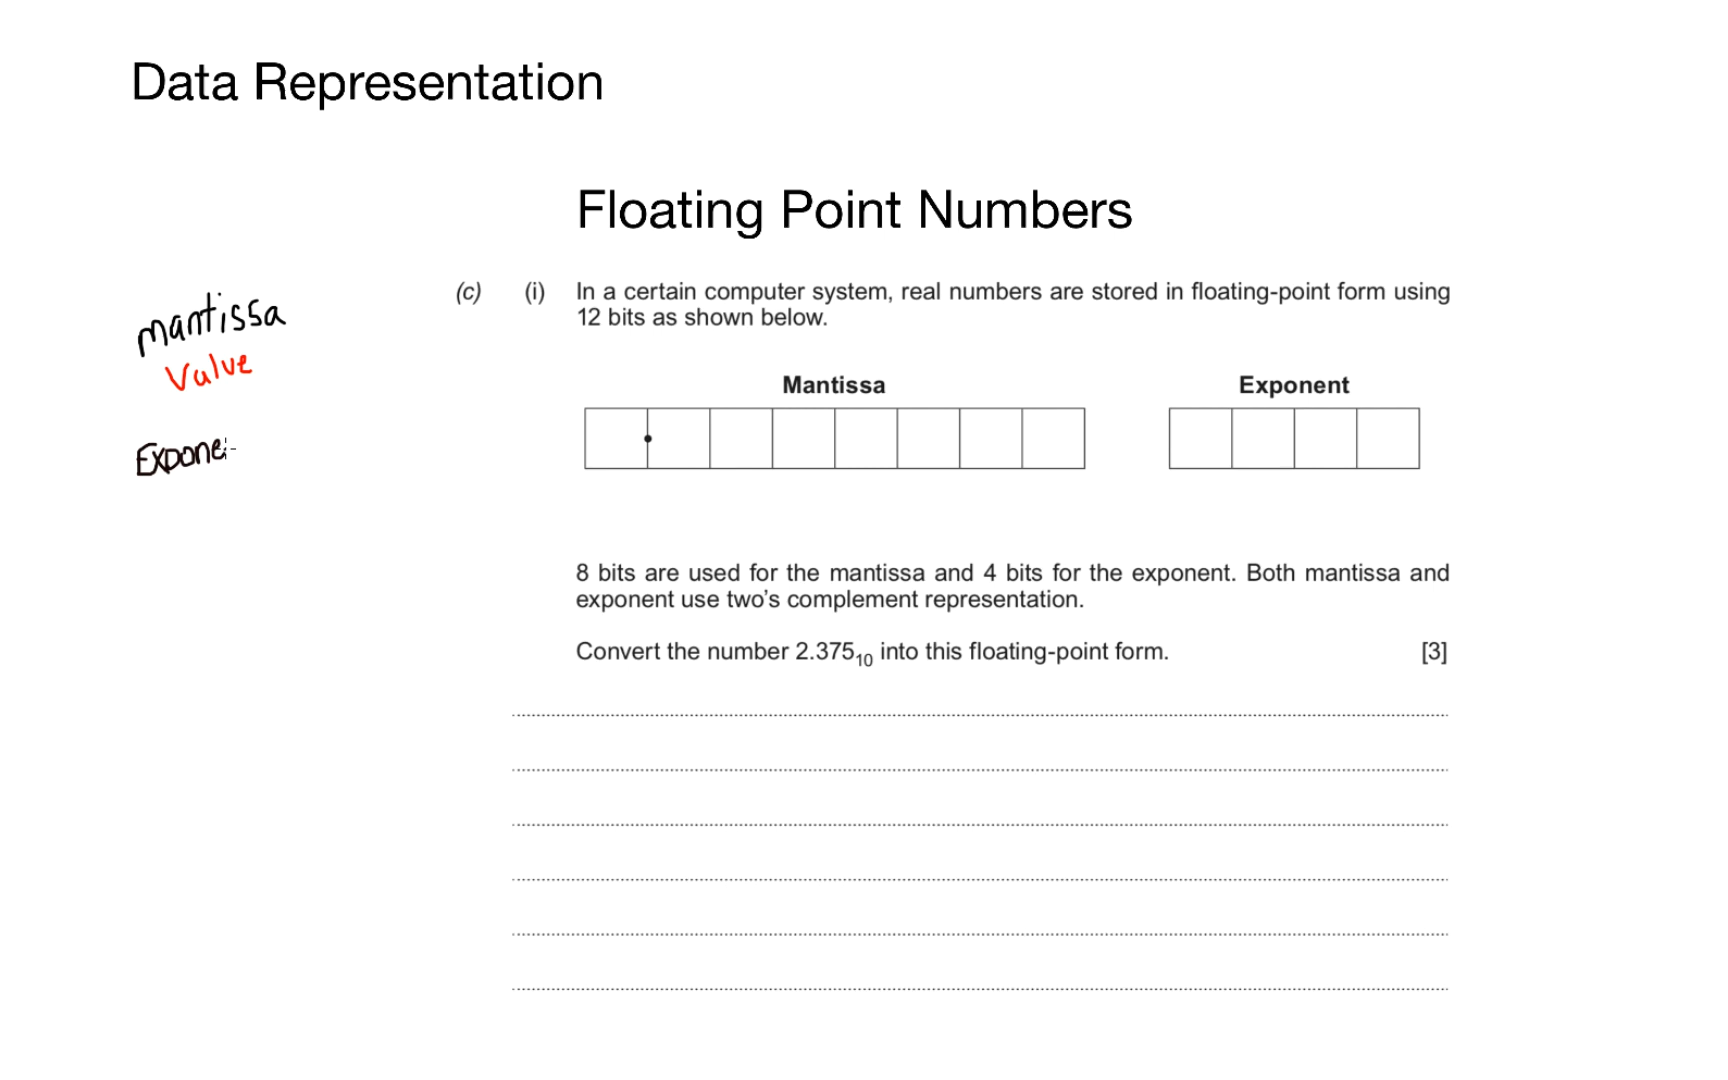 Data Representation
Floating Point Numbers
mantissa
Value
(c) (i) In a certain computer system, real numbers are stored in floating-point form using
12 bits as shown below.
Mantissa Exponent
8 bits are used for the mantissa and 4 bits for the exponent. Both mantissa and
exponent use two's complement representation.
Convert the number 2.375₁₀ into this floating-point form. [3]